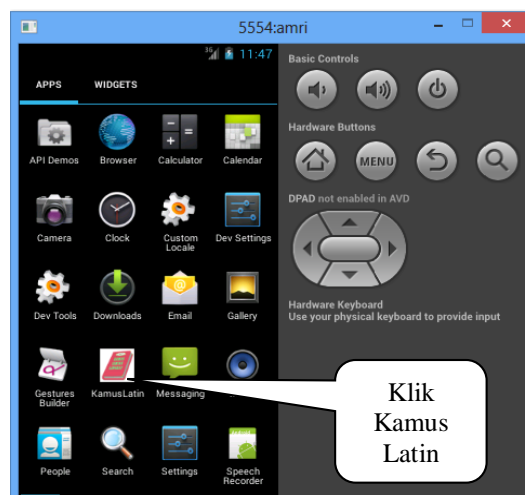 5554:amri
3G 11:47
APPS WIDGETS
API Demos Browser Calculator Calendar
Camera Clock Custom Locale Dev Settings
Dev Tools Downloads Email Gallery
Gestures Builder KamusLatin Messaging
People Search Settings Speech Recorder
Basic Controls
Hardware Buttons
MENU
DPAD not enabled in AVD
Hardware Keyboard
Use your physical keyboard to provide input
Klik
Kamus
Latin